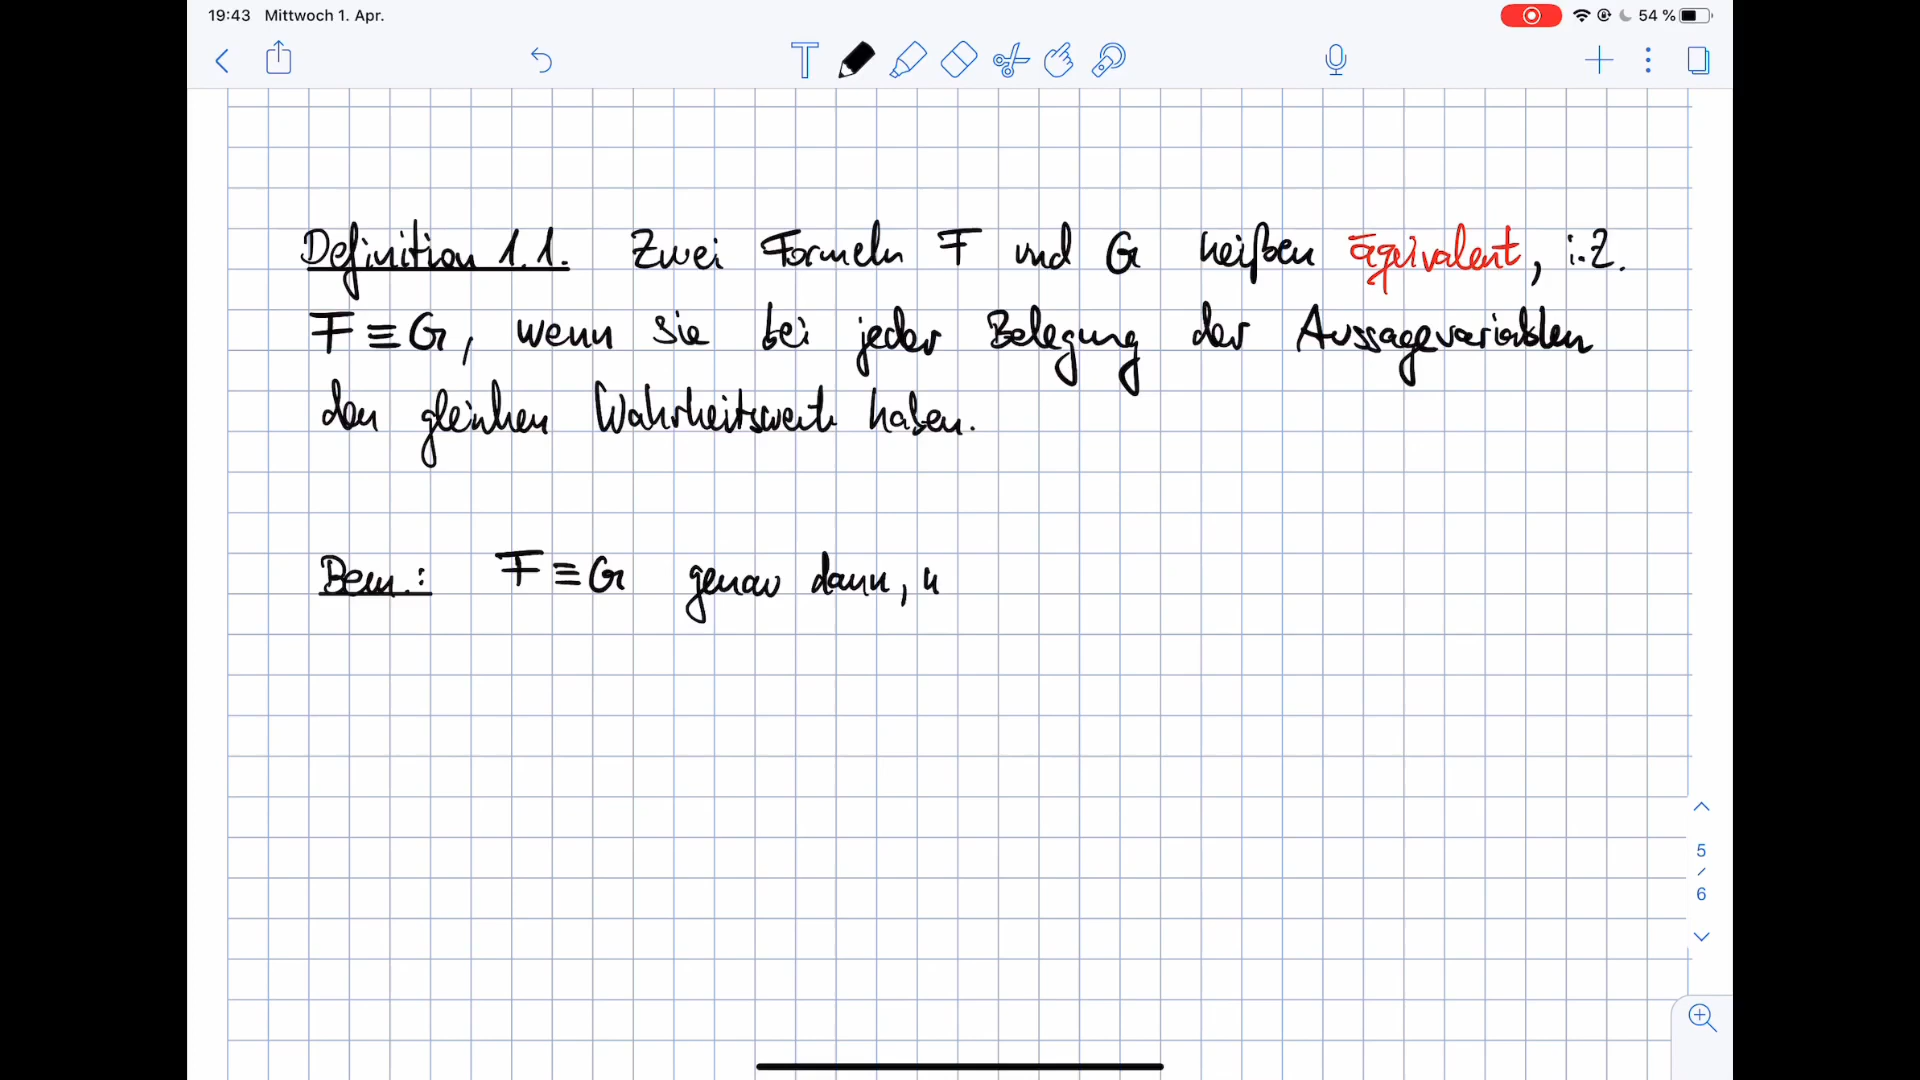 19:43 Mittwoch 1. Apr. 54 %
T
Definition 1.1. Zwei Formeln F und G heißen äquivalent, i.Z.
F ≡ G, wenn sie bei jeder Belegung der Aussagevariablen
den gleichen Wahrheitswert haben.
Bem.: F ≡ G genau dann, w
5
/
6